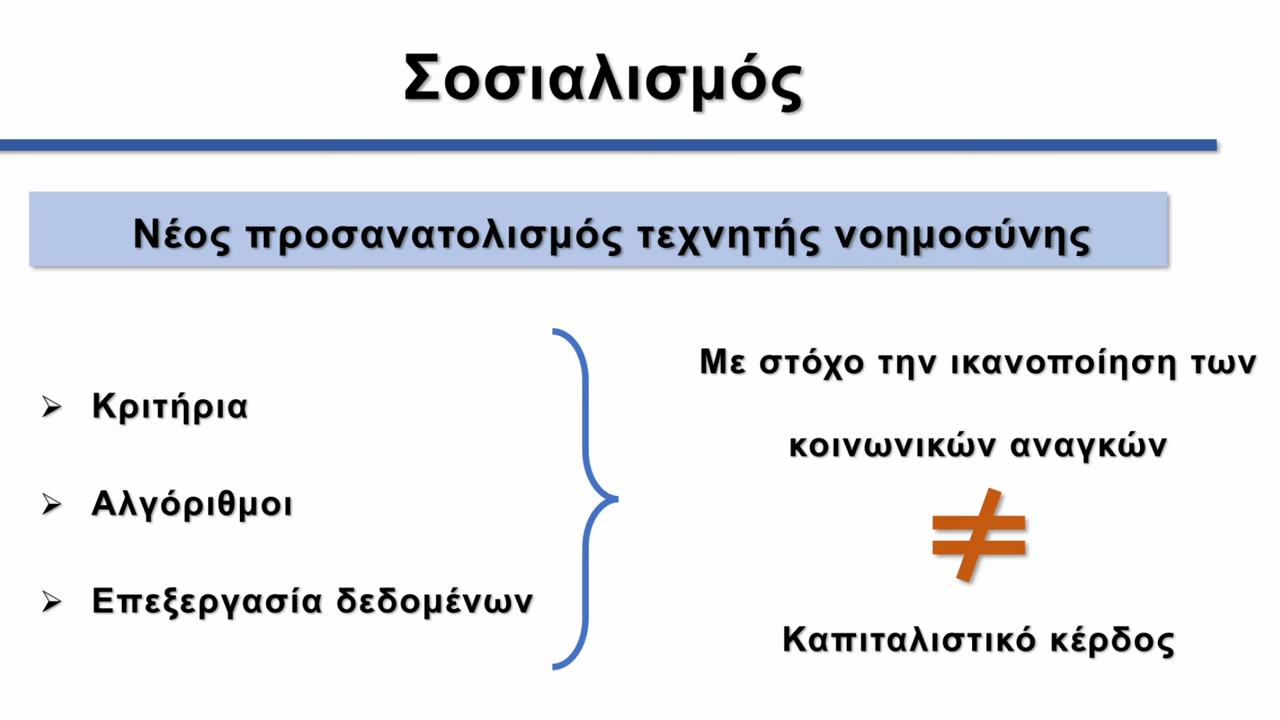 Σοσιαλισμός
Νέος προσανατολισμός τεχνητής νοημοσύνης
Κριτήρια
Αλγόριθμοι
Επεξεργασία δεδομένων
Με στόχο την ικανοποίηση των
κοινωνικών αναγκών
≠
Καπιταλιστικό κέρδος